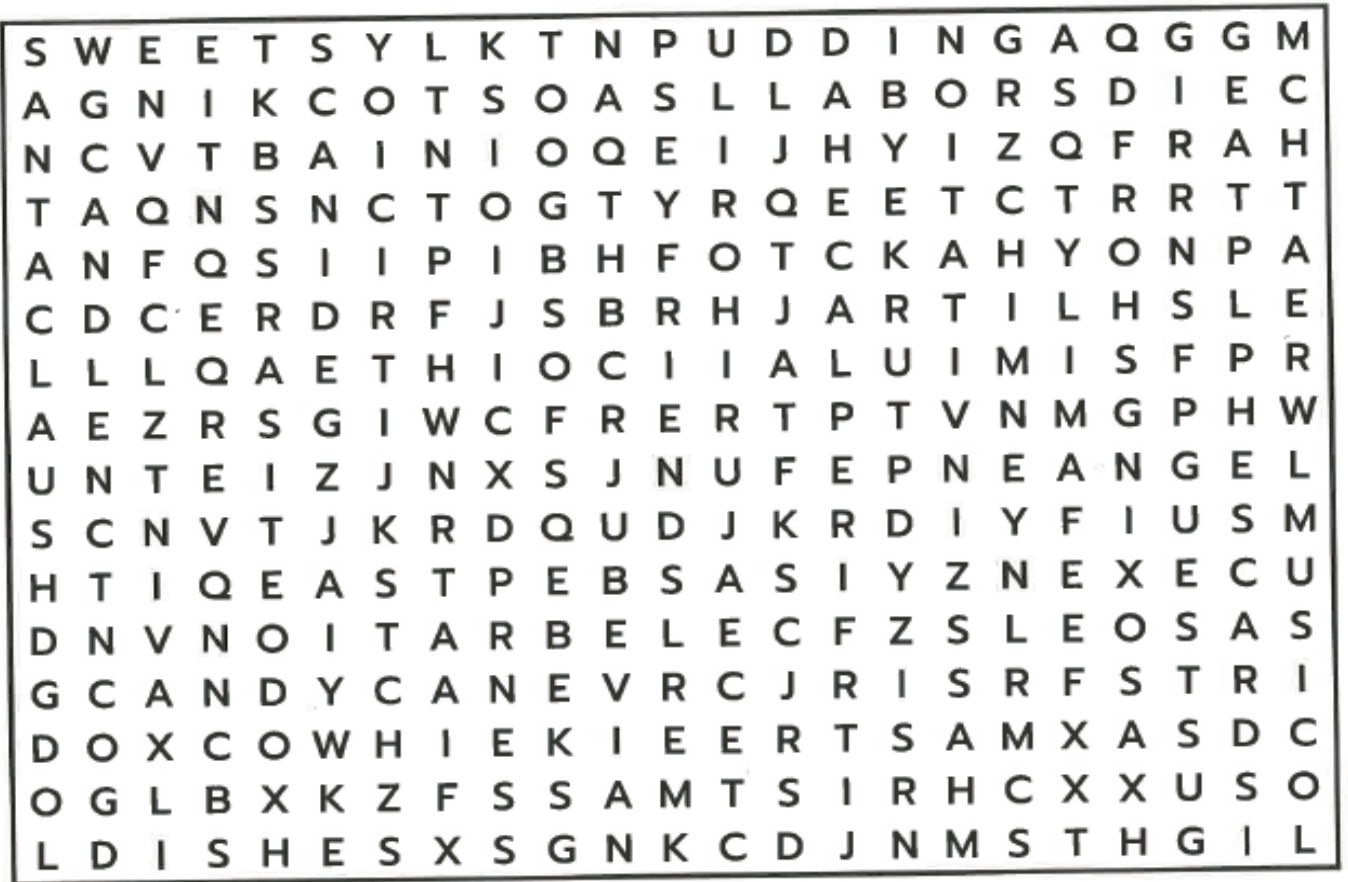 S W E E T S Y L K T N P U D D I N G A Q G G M
A G N I K C O T S O A S L L A B O R S D I E C
N C V T B A I N I O Q E I J H Y I Z Q F R A H
T A Q N S N C T O G T Y R Q E E T C T R R T T
A N F Q S I I P I B H F O T C K A H Y O N P A
C D C E R D R F J S B R H J A R T I L H S L E
L L L Q A E T H I O C I I A L U I M I S F P R
A E Z R S G I W C F R E R T P T V N M G P H W
U N T E I Z J N X S J N U F E P N E A N G E L
S C N V T J K R D Q U D J K R D I Y F I U S M
H T I Q E A S T P E B S A S I Y Z N E X E C U
D N V N O I T A R B E L E C F Z S L E O S A S
G C A N D Y C A N E V R C J R I S R F S T R I
D O X C O W H I E K I E E R T S A M X A S D C
O G L B X K Z F S S A M T S I R H C X X U S O
L D I S H E S X S G N K C D J N M S T H G I L